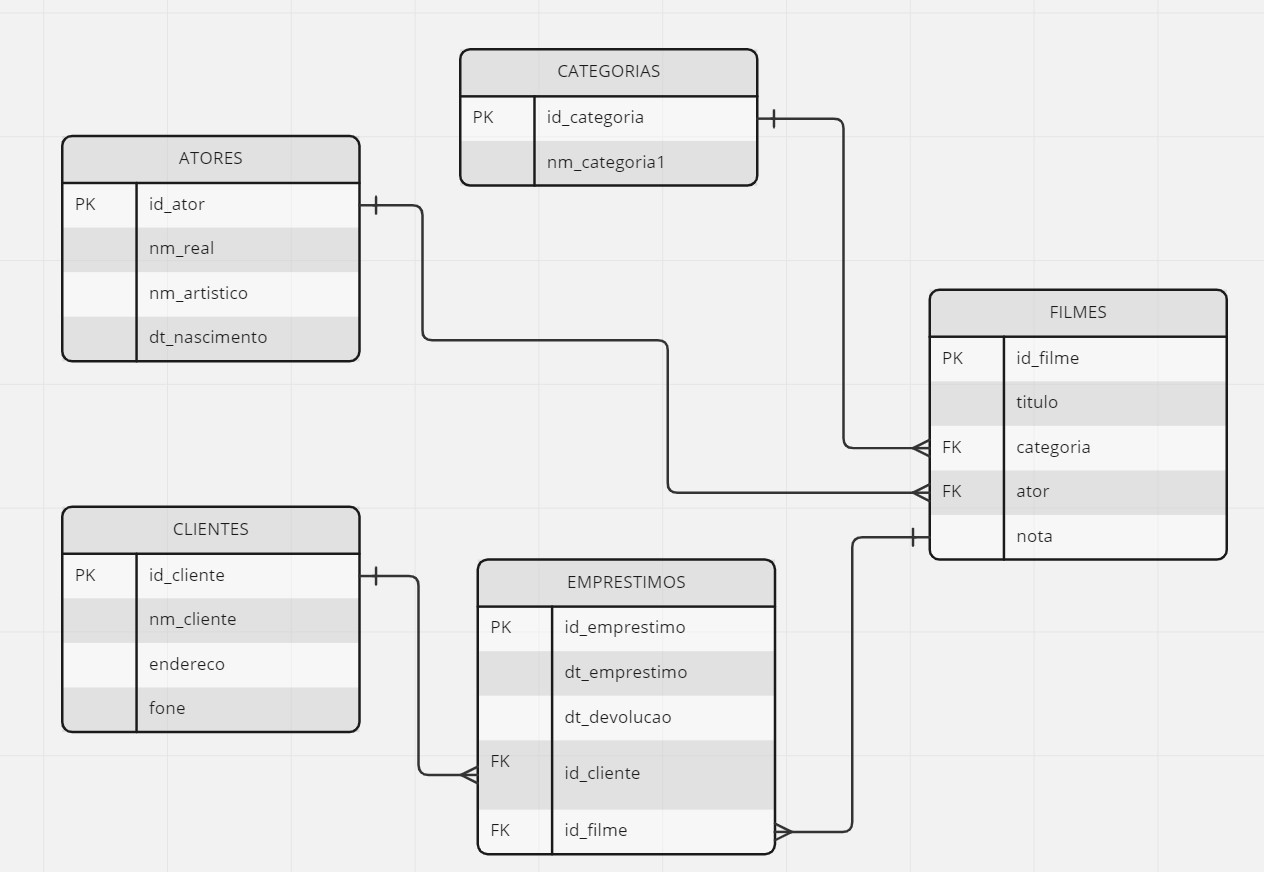 CATEGORIAS
PK id_categoria
nm_categoria1
ATORES
PK id_ator
nm_real
nm_artistico
dt_nascimento
FILMES
PK id_filme
titulo
FK categoria
FK ator
nota
CLIENTES
PK id_cliente
nm_cliente
endereco
fone
EMPRESTIMOS
PK id_emprestimo
dt_emprestimo
dt_devolucao
FK id_cliente
FK id_filme